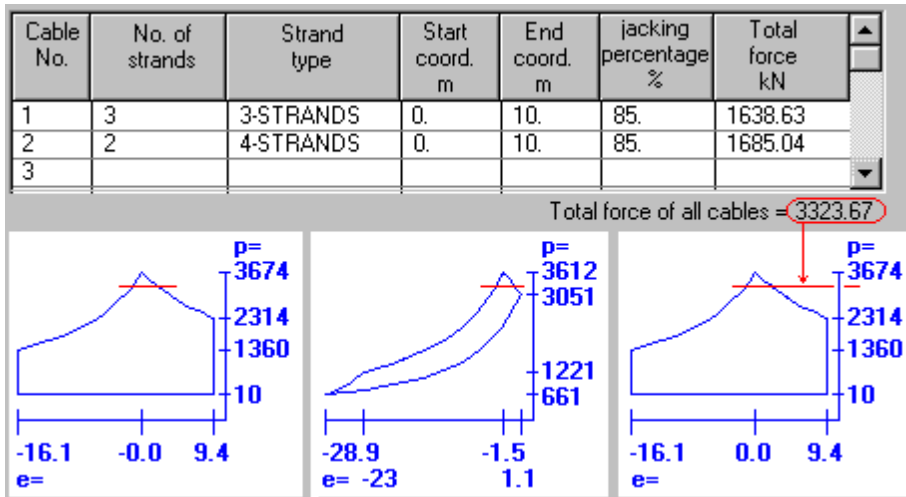 Cable No. No. of strands Strand type Start coord. m End coord. m jacking percentage % Total force kN
1 3 3-STRANDS 0. 10. 85. 1638.63
2 2 4-STRANDS 0. 10. 85. 1685.04
3
Total force of all cables = 3323.67
p=
3674
2314
1360
10
-16.1 -0.0 9.4
e=
p=
3612
3051
1221
661
-28.9 -1.5
e= -23 1.1
p=
3674
2314
1360
10
-16.1 0.0 9.4
e=